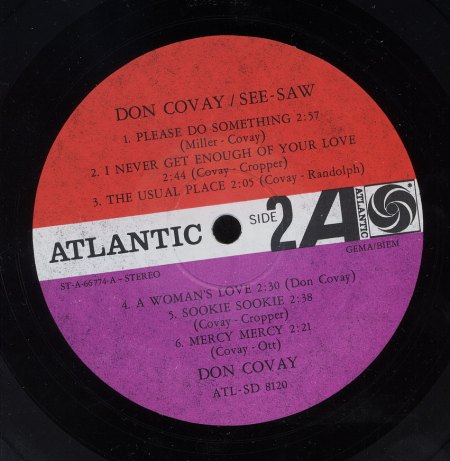 DON COVAY / SEE-SAW
1. PLEASE DO SOMETHING 2:57
(Miller - Covay)
2. I NEVER GET ENOUGH OF YOUR LOVE
2:44 (Covay - Cropper)
3. THE USUAL PLACE 2:05 (Covay - Randolph)
ATLANTIC
SIDE 2
A
ATLANTIC
GEMA/BIEM
ST-A-66774-A - STEREO
4. A WOMAN'S LOVE 2:30 (Don Covay)
5. SOOKIE SOOKIE 2:38
(Covay - Cropper)
6. MERCY MERCY 2:21
(Covay - Ott)
DON COVAY
ATL-SD 8120